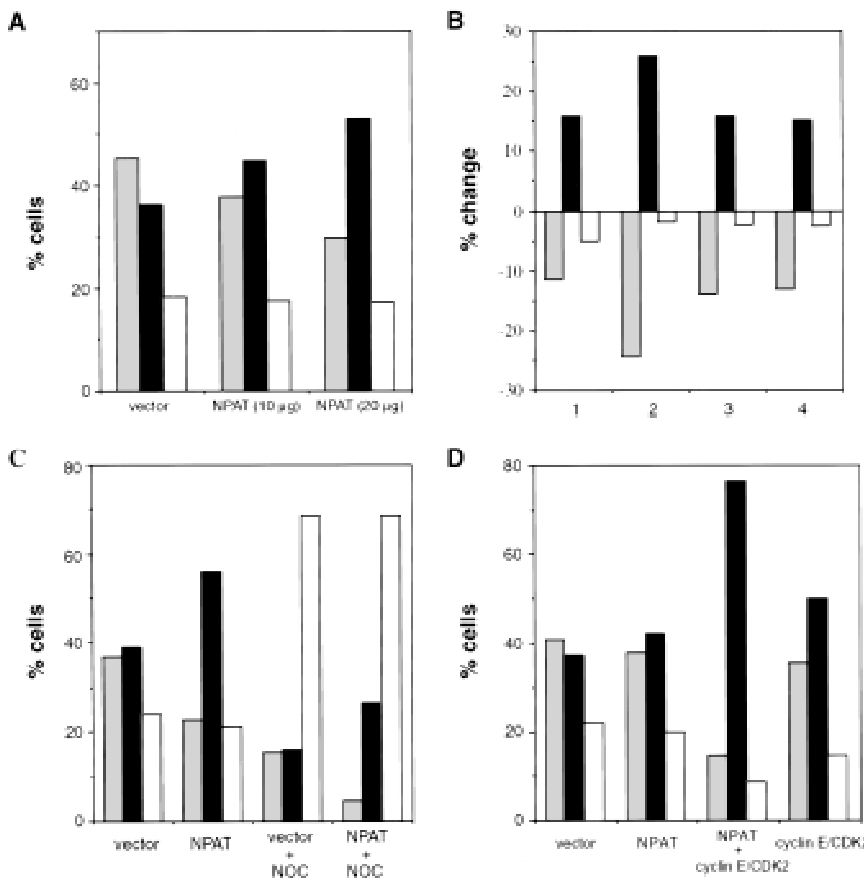 A
% cells
60
40
20
0
vector
NPAT (10 µg)
NPAT (20 µg)
B
% change
30
20
10
0
-10
-20
-30
1
2
3
4
C
% cells
80
60
40
20
0
vector
NPAT
vector
+
NOC
NPAT
+
NOC
D
% cells
80
60
40
20
0
vector
NPAT
NPAT
+
cyclin E/CDK2
cyclin E/CDK2